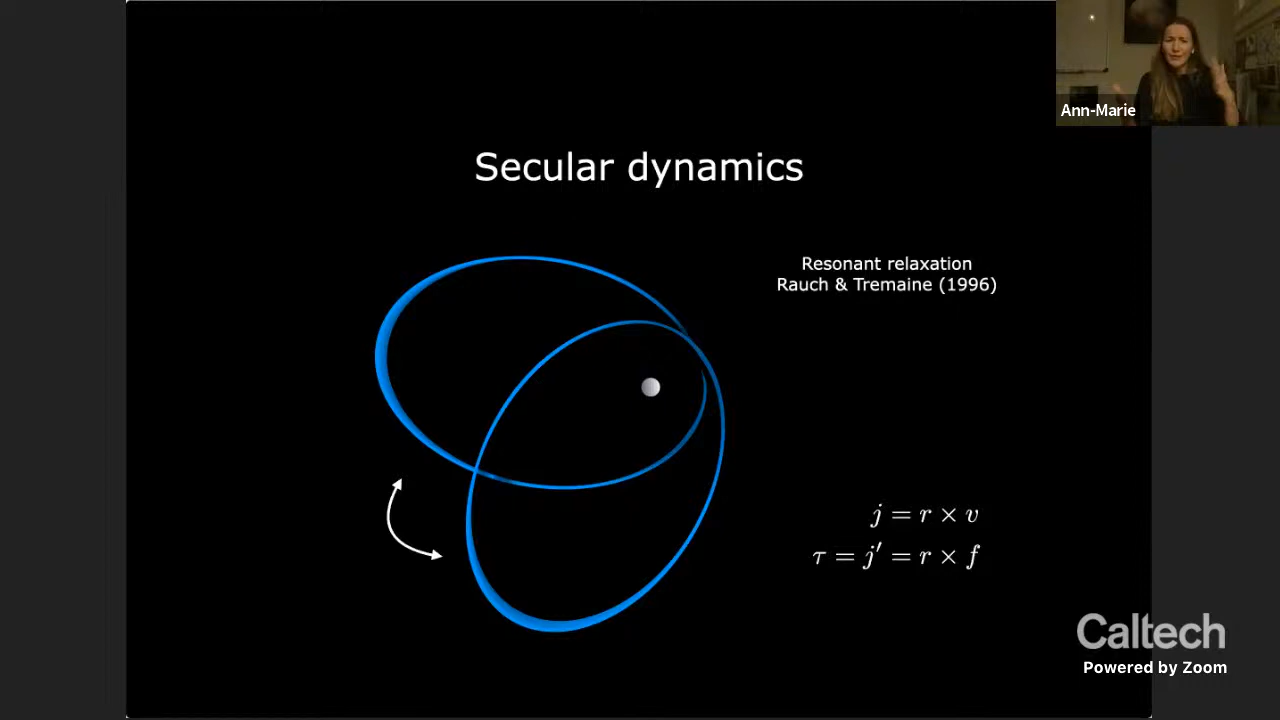 Ann-Marie
Secular dynamics
Resonant relaxation
Rauch & Tremaine (1996)
j = r × v
τ = j′ = r × f
Caltech
Powered by Zoom